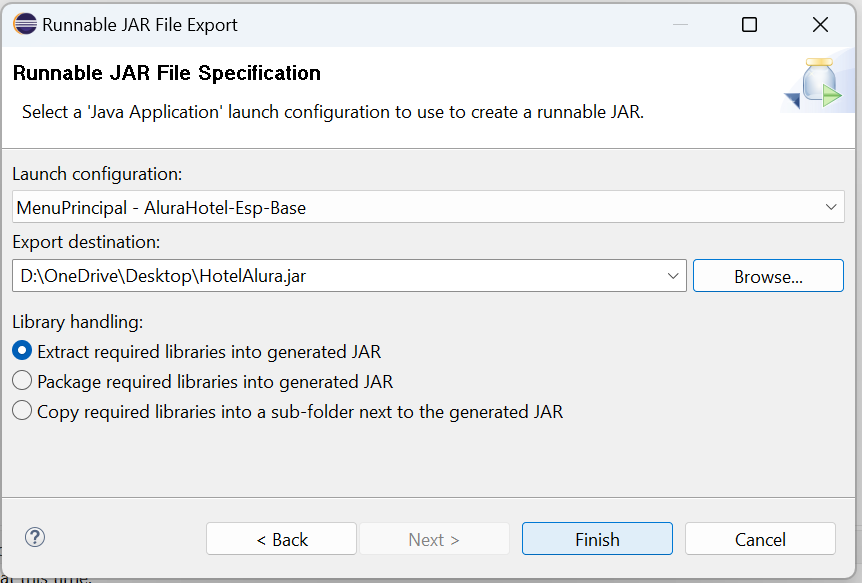 Runnable JAR File Export
Runnable JAR File Specification
Select a 'Java Application' launch configuration to use to create a runnable JAR.
Launch configuration:
MenuPrincipal - AluraHotel-Esp-Base
Export destination:
D:\OneDrive\Desktop\HotelAlura.jar
Browse...
Library handling:
Extract required libraries into generated JAR
Package required libraries into generated JAR
Copy required libraries into a sub-folder next to the generated JAR
?
< Back
Next >
Finish
Cancel
at this time.